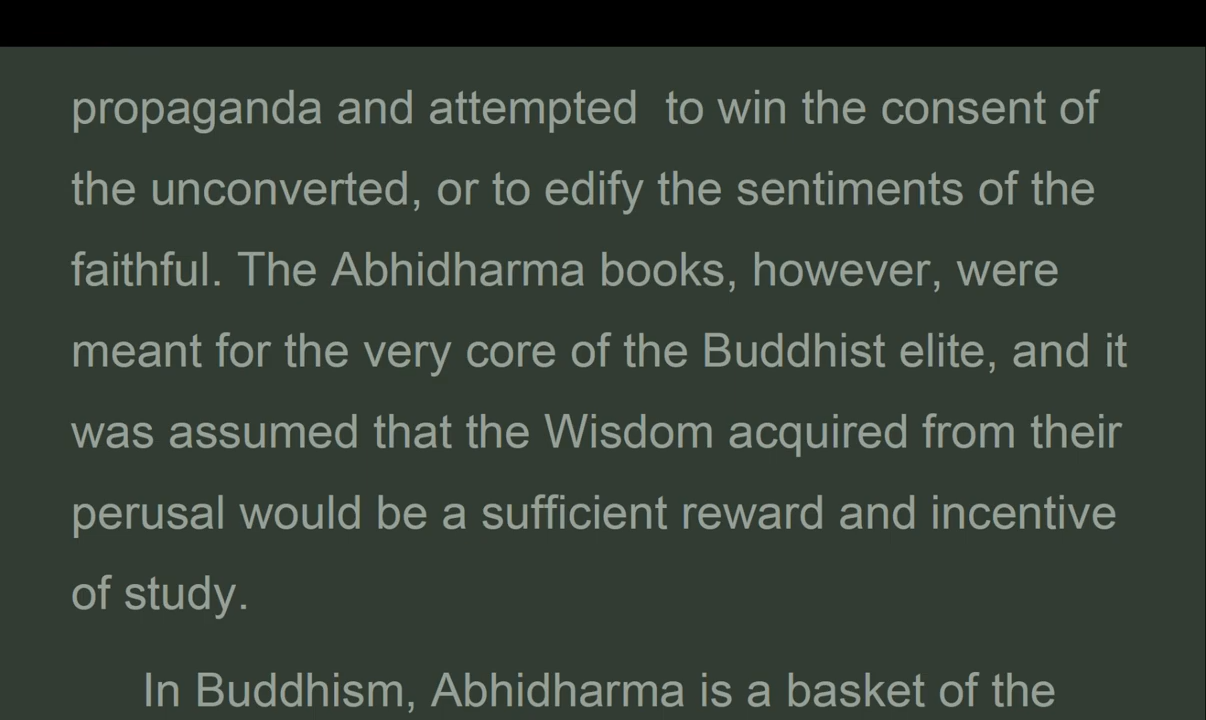 propaganda and attempted  to win the consent of
the unconverted, or to edify the sentiments of the
faithful. The Abhidharma books, however, were
meant for the very core of the Buddhist elite, and it
was assumed that the Wisdom acquired from their
perusal would be a sufficient reward and incentive
of study.
In Buddhism, Abhidharma is a basket of the